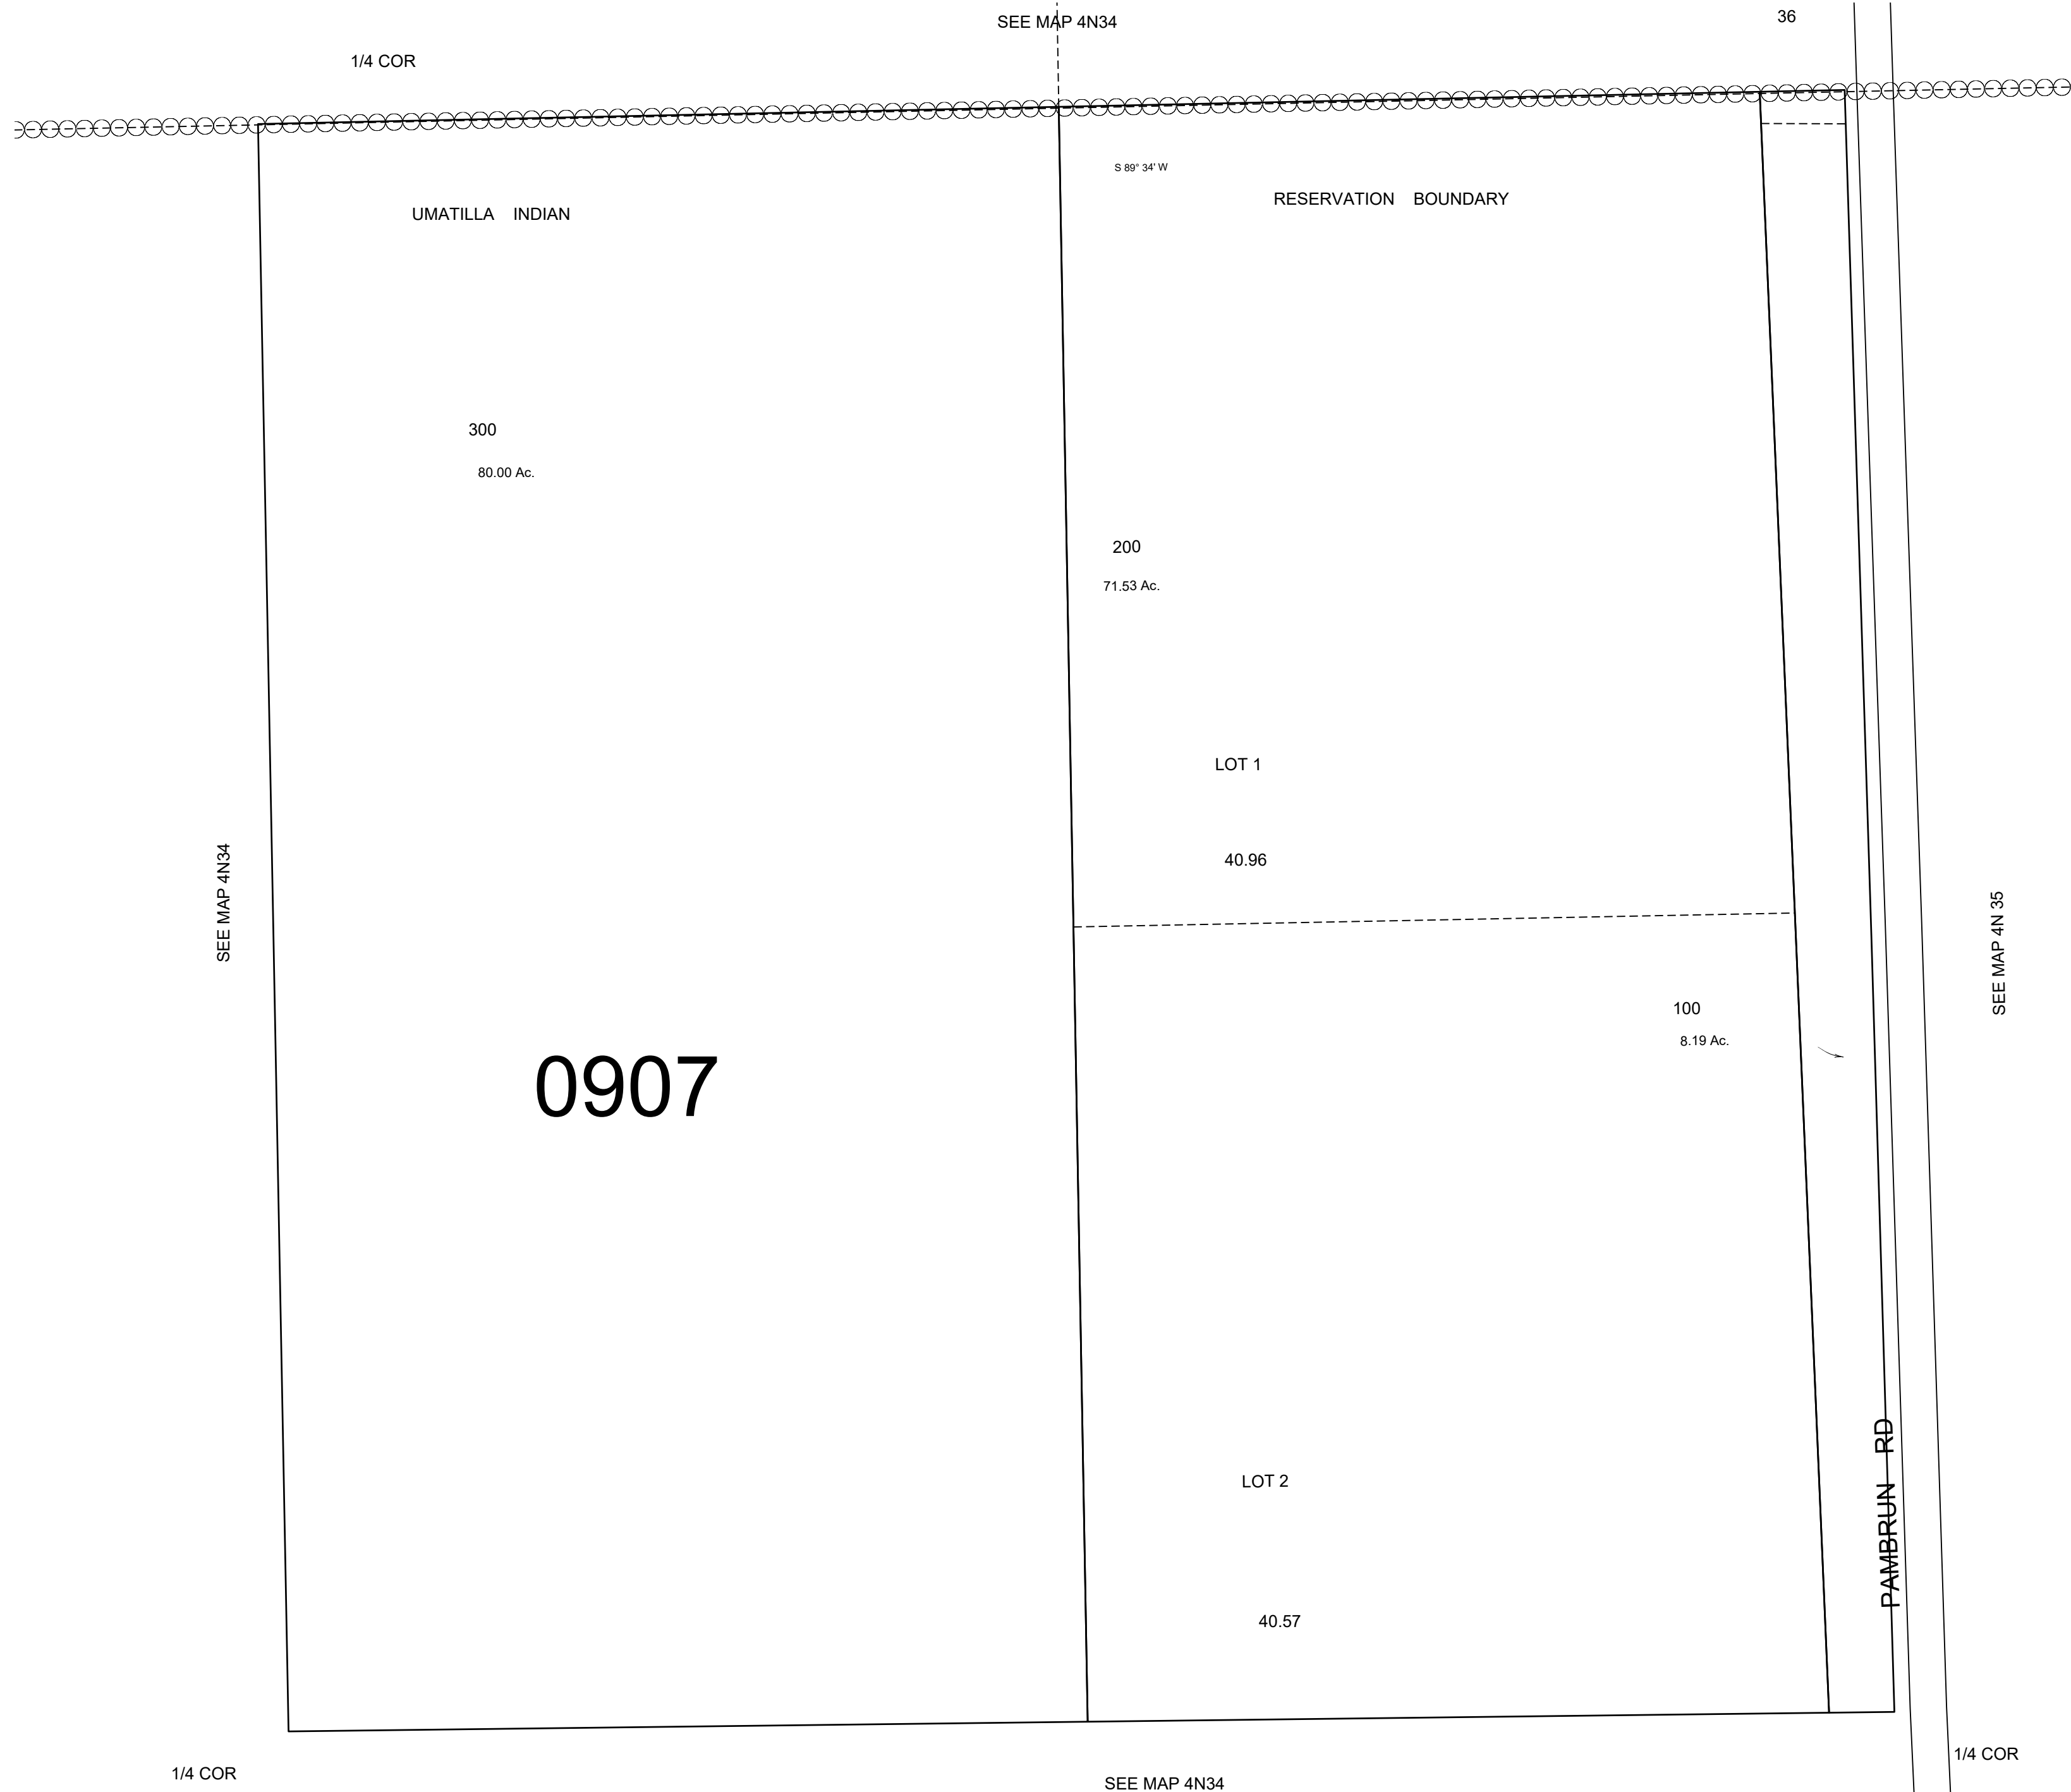 SEE MAP 4N34
36
1/4 COR
S 89° 34' W
UMATILLA INDIAN
RESERVATION BOUNDARY
300
80.00 Ac.
200
71.53 Ac.
LOT 1
40.96
SEE MAP 4N34
SEE MAP 4N 35
100
8.19 Ac.
0907
LOT 2
PAMBRUN RD
40.57
1/4 COR
1/4 COR
SEE MAP 4N34